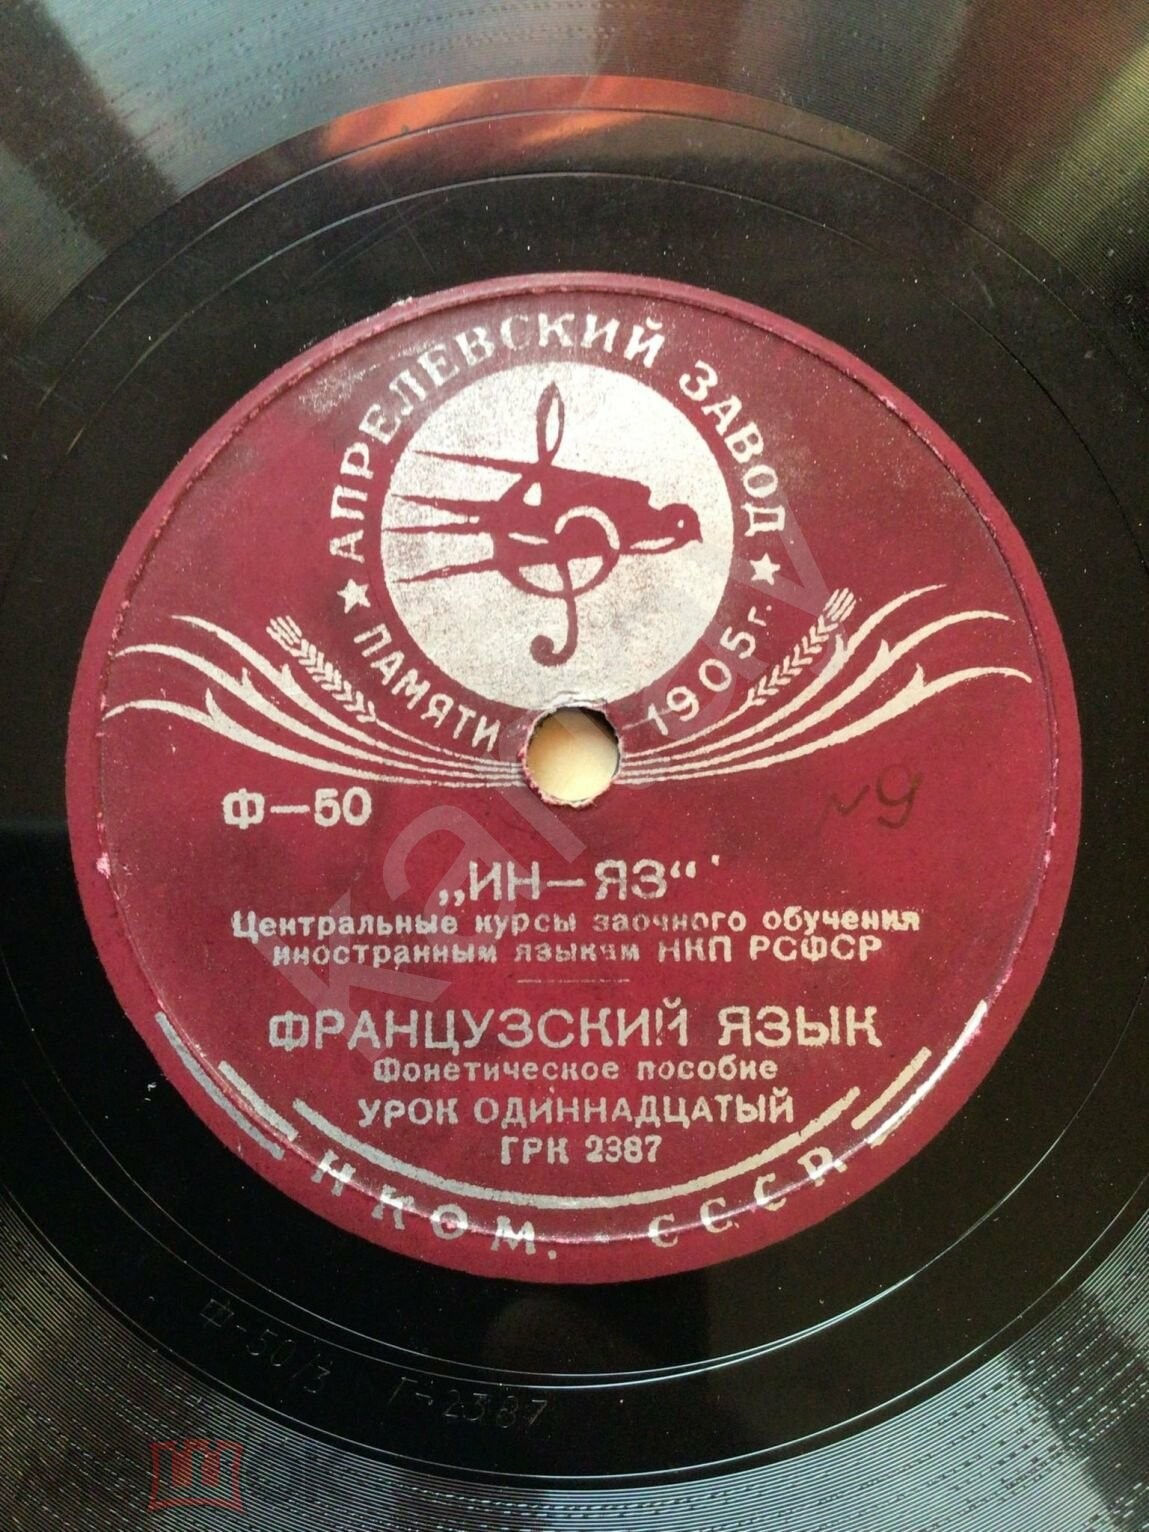 ★ АПРЕЛЕВСКИЙ ЗАВОД ★
ПАМЯТИ 1905 г.
Ф—50
№9
„ИН—ЯЗ“
Центральные курсы заочного обучения
иностранным языкам НКП РСФСР
ФРАНЦУЗСКИЙ ЯЗЫК
Фонетическое пособие
УРОК ОДИННАДЦАТЫЙ
ГРК 2387
НКОМ. СССР
Ф-50/3 Г-2387